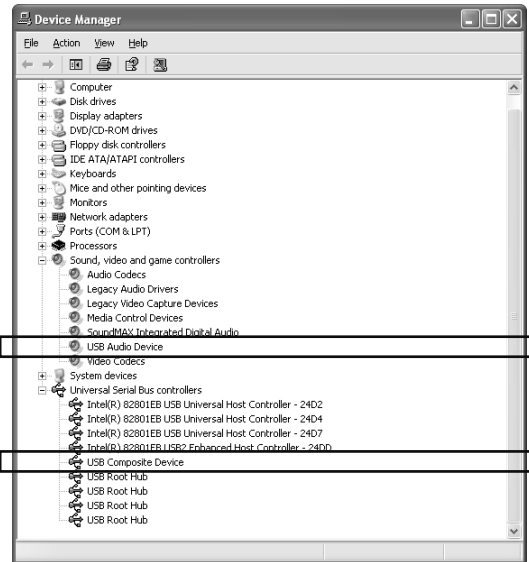 Device Manager
File Action View Help
Computer
Disk drives
Display adapters
DVD/CD-ROM drives
Floppy disk controllers
IDE ATA/ATAPI controllers
Keyboards
Mice and other pointing devices
Monitors
Network adapters
Ports (COM & LPT)
Processors
Sound, video and game controllers
Audio Codecs
Legacy Audio Drivers
Legacy Video Capture Devices
Media Control Devices
SoundMAX Integrated Digital Audio
USB Audio Device
Video Codecs
System devices
Universal Serial Bus controllers
Intel(R) 82801EB USB Universal Host Controller - 24D2
Intel(R) 82801EB USB Universal Host Controller - 24D4
Intel(R) 82801EB USB Universal Host Controller - 24D7
Intel(R) 82801EB USB2 Enhanced Host Controller - 24DD
USB Composite Device
USB Root Hub
USB Root Hub
USB Root Hub
USB Root Hub